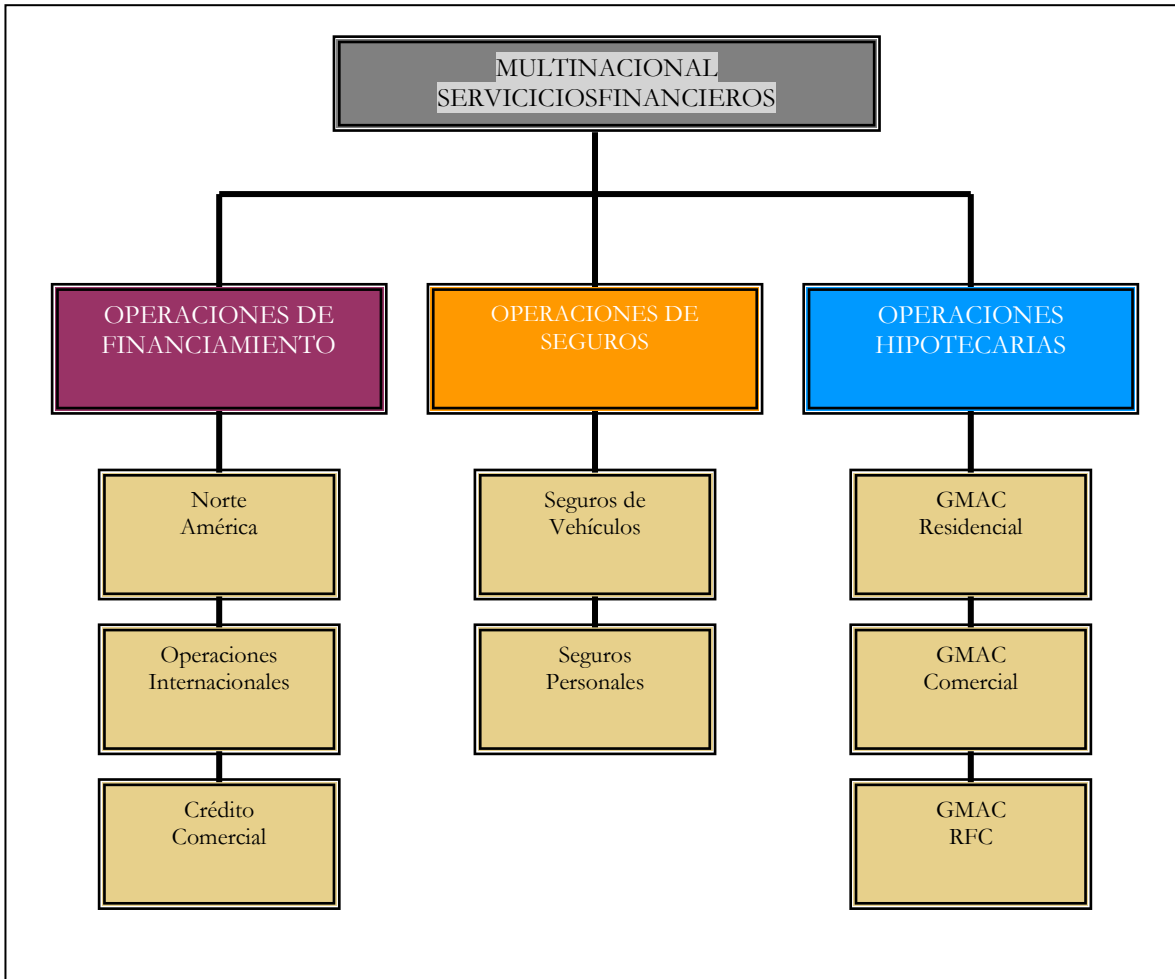 MULTINACIONAL
SERVICICIOSFINANCIEROS
OPERACIONES DE
FINANCIAMIENTO
OPERACIONES DE
SEGUROS
OPERACIONES
HIPOTECARIAS
Norte
América
Seguros de
Vehículos
GMAC
Residencial
Operaciones
Internacionales
Seguros
Personales
GMAC
Comercial
Crédito
Comercial
GMAC
RFC